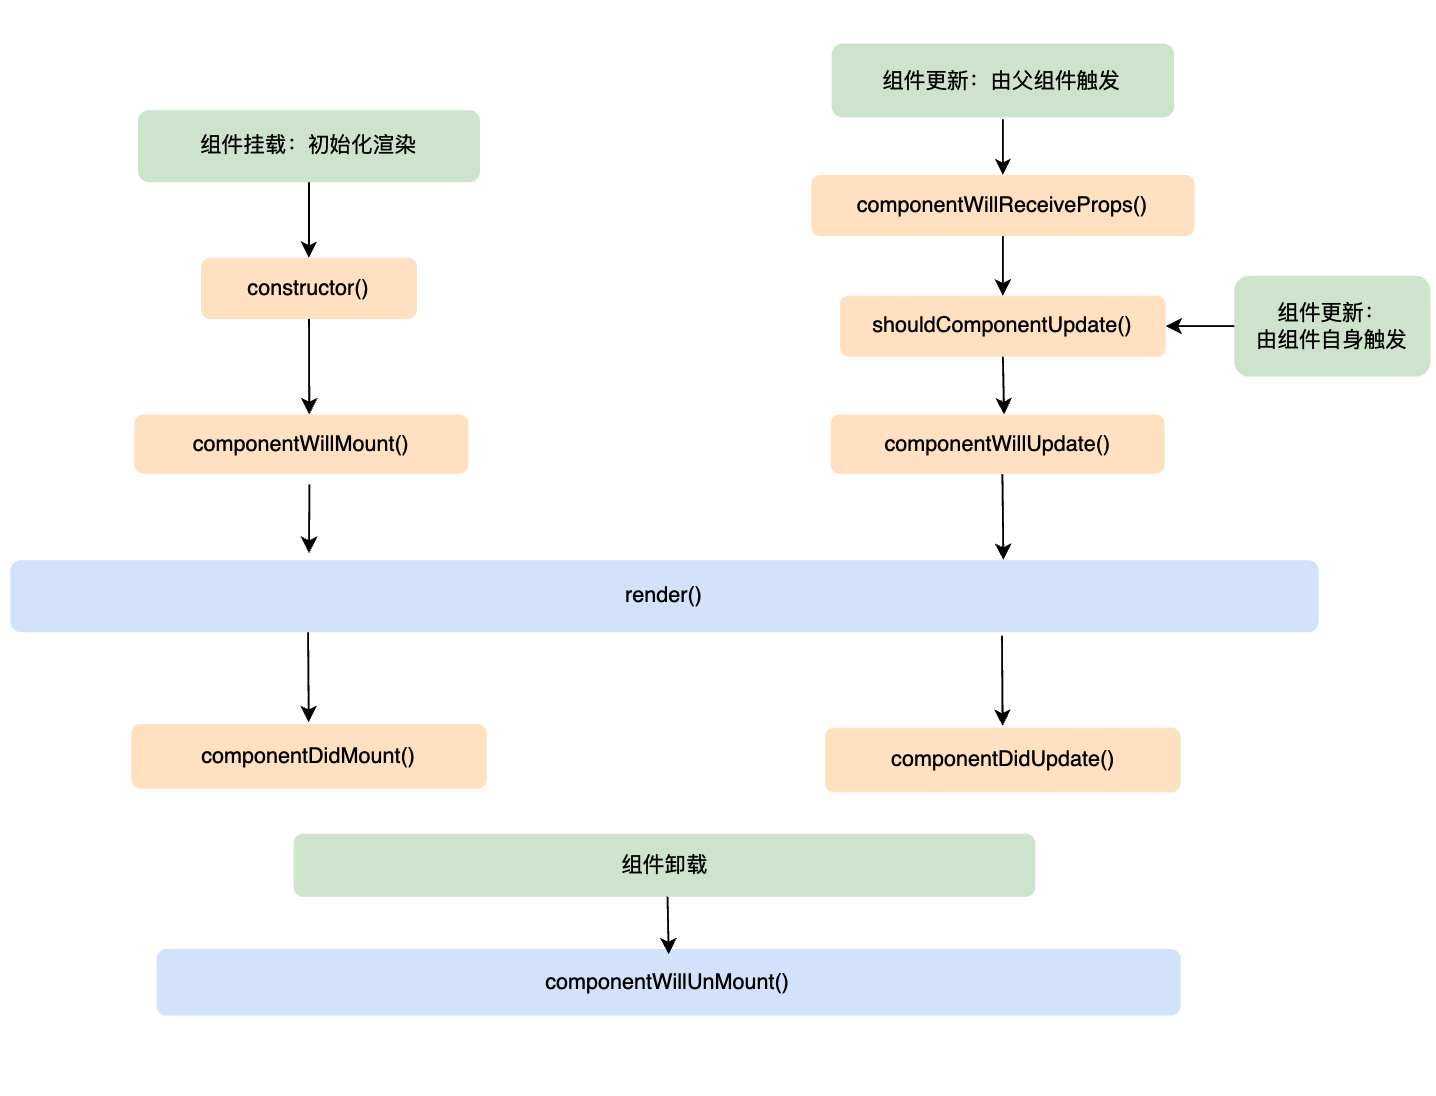 组件更新：由父组件触发
组件挂载：初始化渲染
componentWillReceiveProps()
constructor()
shouldComponentUpdate()
组件更新：
由组件自身触发
componentWillMount()
componentWillUpdate()
render()
componentDidMount()
componentDidUpdate()
组件卸载
componentWillUnMount()